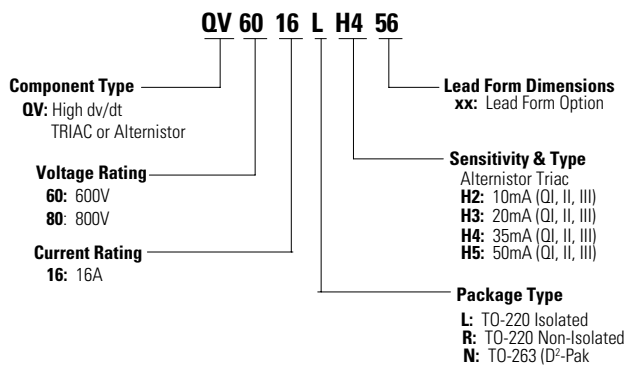 QV 60 16 L H4 56
Component Type
QV: High dv/dt
TRIAC or Alternistor
Voltage Rating
60: 600V
80: 800V
Current Rating
16: 16A
Lead Form Dimensions
xx: Lead Form Option
Sensitivity & Type
Alternistor Triac
H2: 10mA (QI, II, III)
H3: 20mA (QI, II, III)
H4: 35mA (QI, II, III)
H5: 50mA (QI, II, III)
Package Type
L: TO-220 Isolated
R: TO-220 Non-Isolated
N: TO-263 (D²-Pak